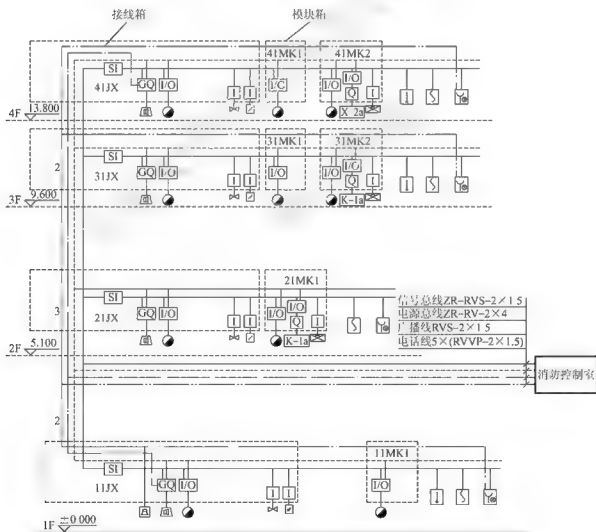 接线箱 模块箱
41MK1 41MK2
SI GQ I/O I I I/C I/O I/O I
41JX Q
4F 13.800 X-2a
31MK1 31MK2
2 SI GQ I/O I I I/O I/O I/O I
31JX Q
3F 9.600 K-1a
21MK1
3 SI GQ I/O I I I/O I/O I
21JX Q
2F 5.100 K-1a
信号总线ZR-RVS-2×1 5
电源总线ZR-RV-2×4
广播线RVS-2×1 5
电话线5×(RVVP-2×1.5)
消防控制室
2
11MK1
SI GQ I/O I I I/O
11JX
1F ±0 000